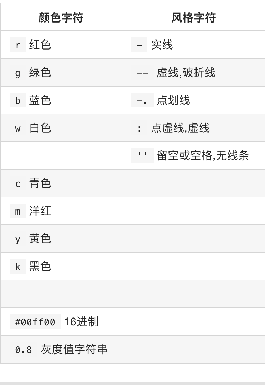 颜色字符 风格字符
r 红色 - 实线
g 绿色 -- 虚线,破折线
b 蓝色 -. 点划线
w 白色 : 点虚线,虚线
'' 留空或空格,无线条
c 青色
m 洋红
y 黄色
k 黑色
#00ff00 16进制
0.8 灰度值字符串